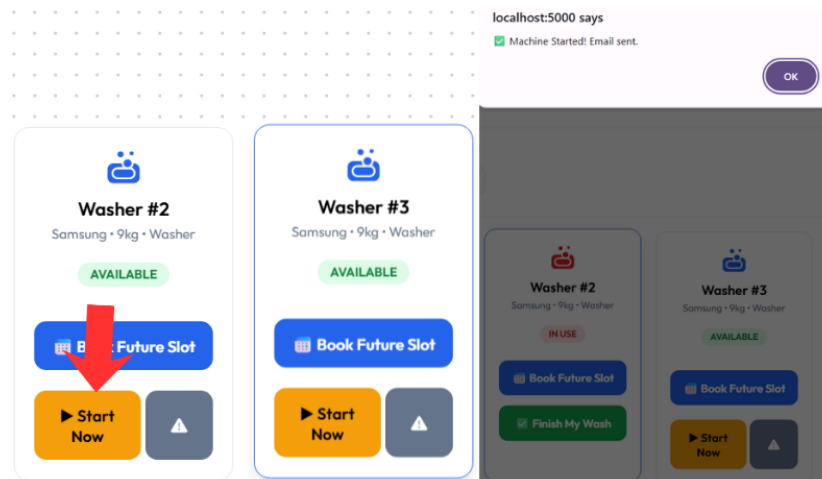 Washer #2
Samsung • 9kg • Washer
AVAILABLE
B Future Slot
▶ Start
Now
Washer #3
Samsung • 9kg • Washer
AVAILABLE
Book Future Slot
▶ Start
Now
localhost:5000 says
✅ Machine Started! Email sent.
OK
Washer #2
Samsung • 9kg • Washer
IN USE
Book Future Slot
Finish My Wash
Washer #3
Samsung • 9kg • Washer
AVAILABLE
Book Future Slot
▶ Start
Now